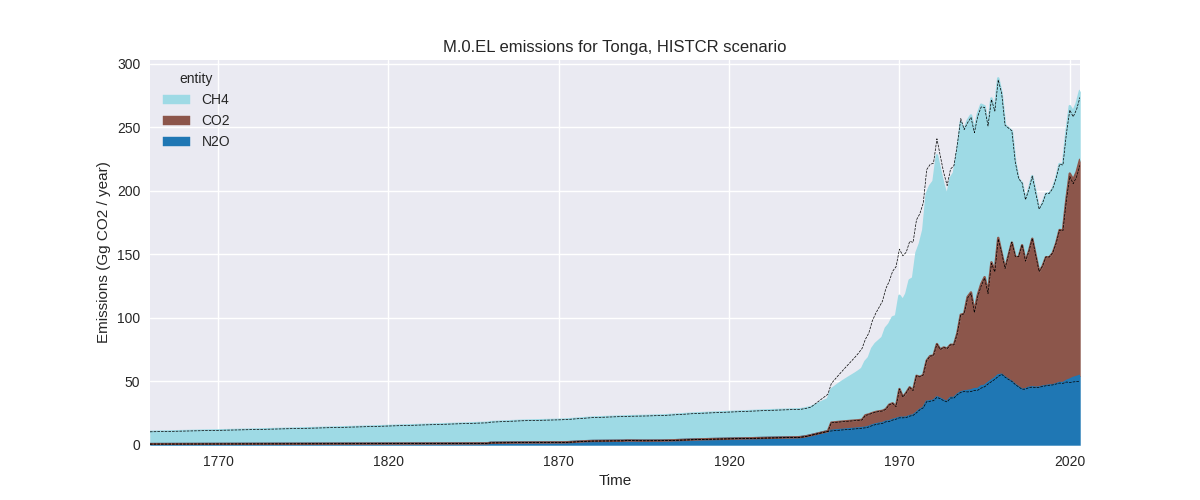 M.0.EL emissions for Tonga, HISTCR scenario
Emissions (Gg CO2 / year)
300
250
200
150
100
50
0
entity
CH4
CO2
N2O
1770
1820
1870
1920
1970
2020
Time